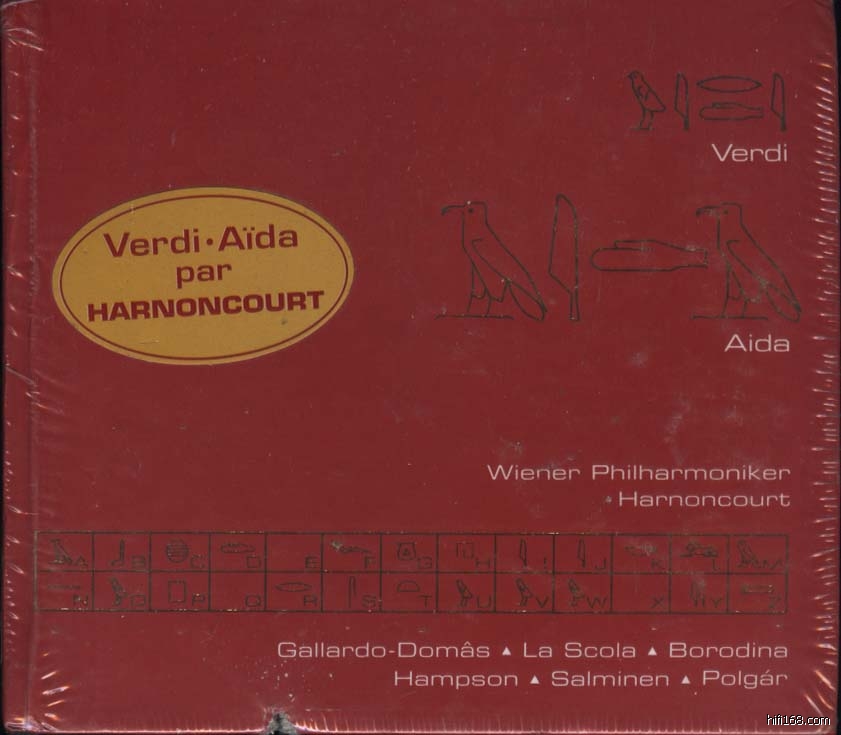 Verdi
Aida
Verdi · Aïda
par
HARNONCOURT
Wiener Philharmoniker
Harnoncourt
A B C D E F G H I J K L M
N O P Q R S T U V W X Y Z
Gallardo-Domâs ▲ La Scola ▲ Borodina
Hampson ▲ Salminen ▲ Polgár
hifi168.com